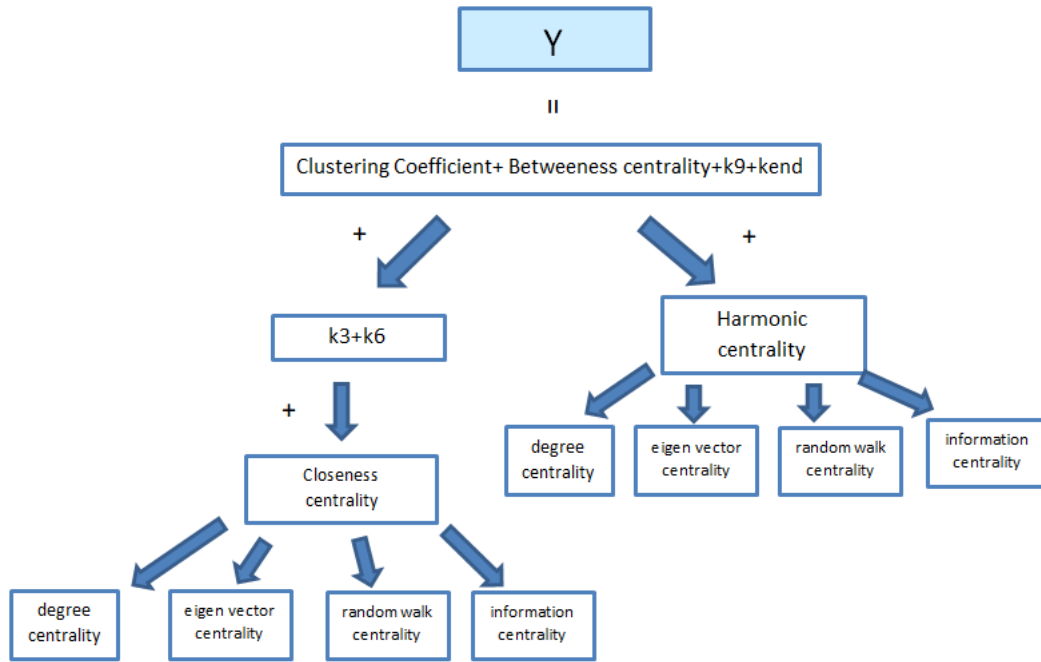 Y
=
Clustering Coefficient+ Betweeness centrality+k9+kend
+
+
k3+k6
Harmonic
centrality
+
degree
centrality
eigen vector
centrality
random walk
centrality
information
centrality
Closeness
centrality
degree
centrality
eigen vector
centrality
random walk
centrality
information
centrality